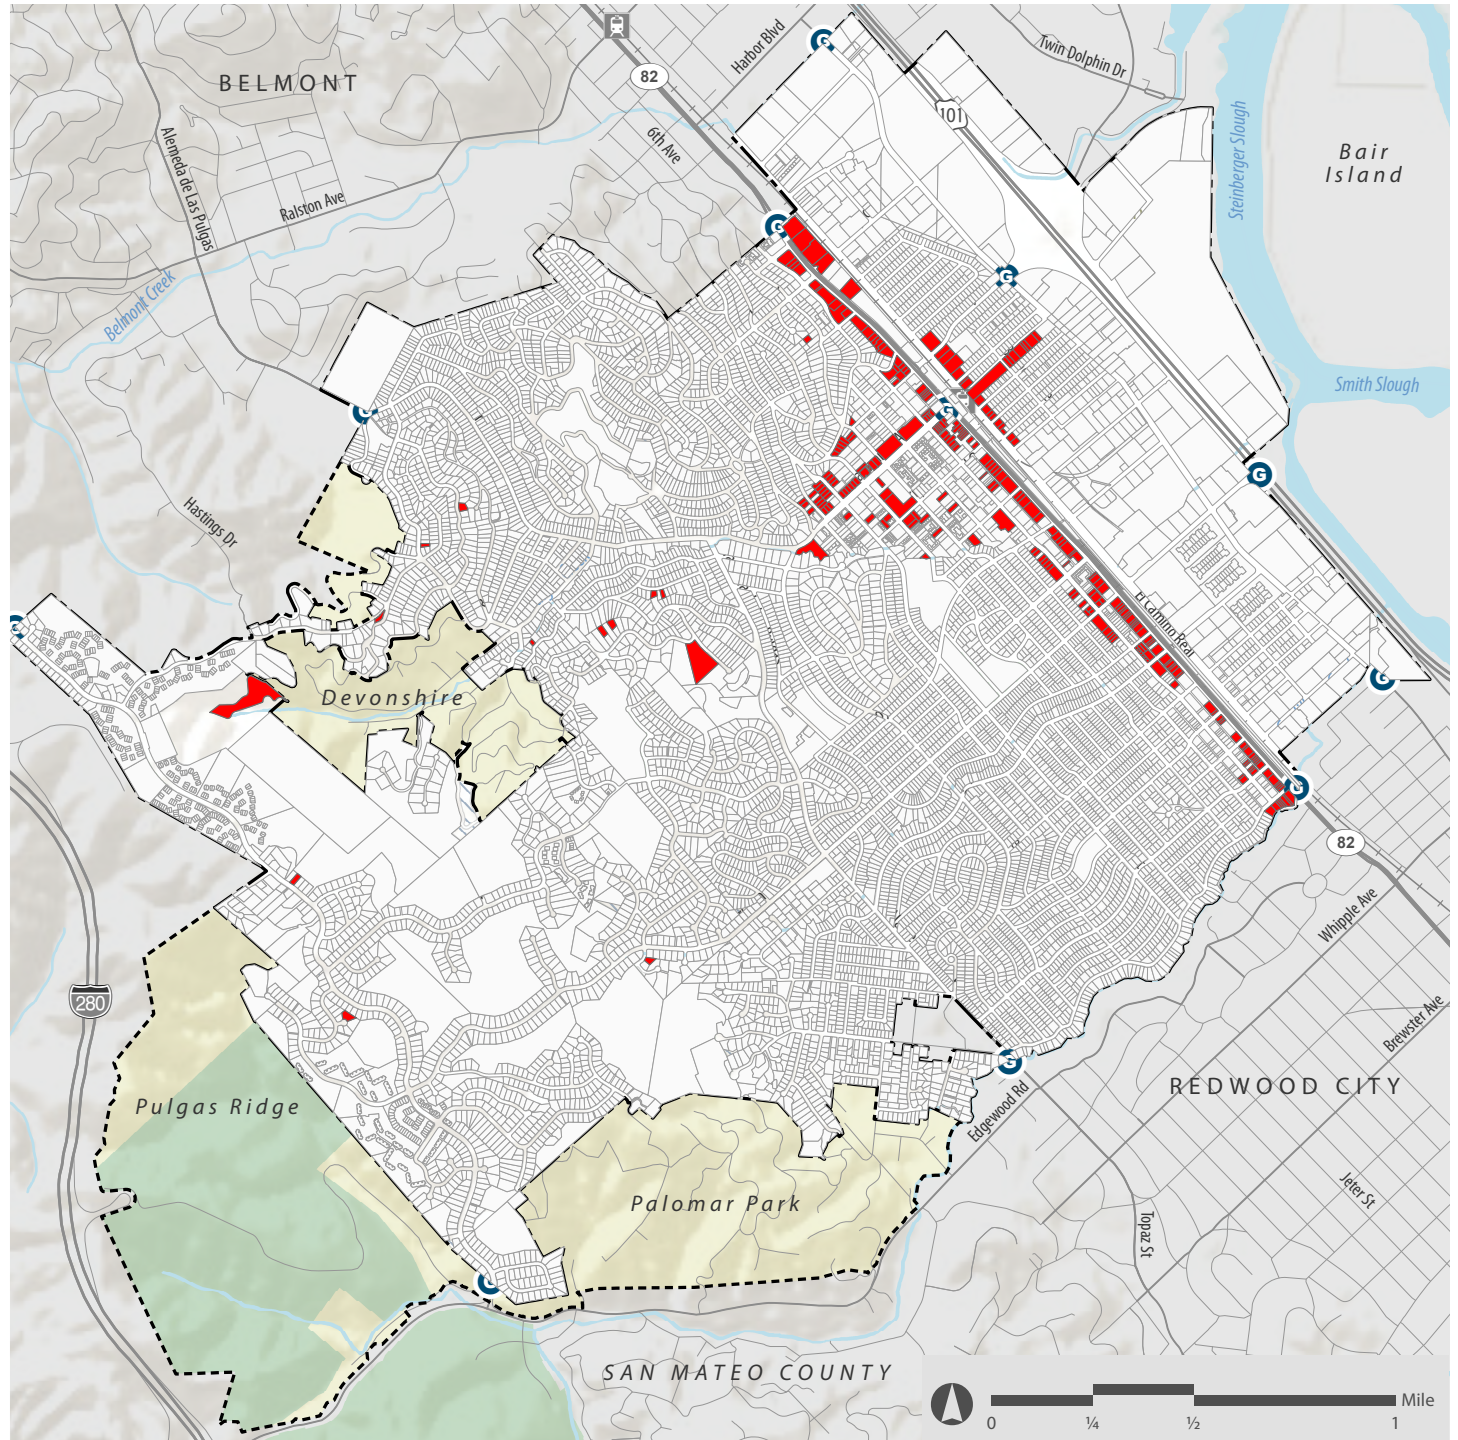 BELMONT
82
Harbor Blvd
Twin Dolphin Dr
101
6th Ave
Steinberger Slough
Bair
Island
Alemeda de Las Pulgas
Ralston Ave
Belmont Creek
Smith Slough
Hastings Dr
G
G
G
G
G
G
G
G
G
G
G
El Camino Real
Devonshire
82
Whipple Ave
280
Brewster Ave
Pulgas Ridge
REDWOOD CITY
Edgewood Rd
Palomar Park
Jeter St
Topaz St
SAN MATEO COUNTY
Mile
0
¼
½
1